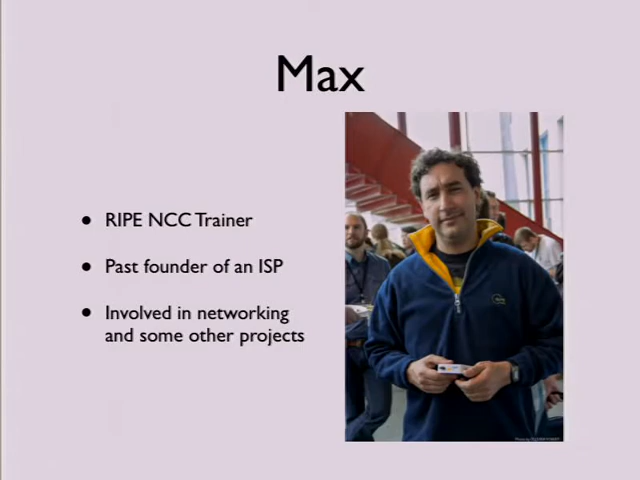 Max
• RIPE NCC Trainer
• Past founder of an ISP
• Involved in networking
and some other projects